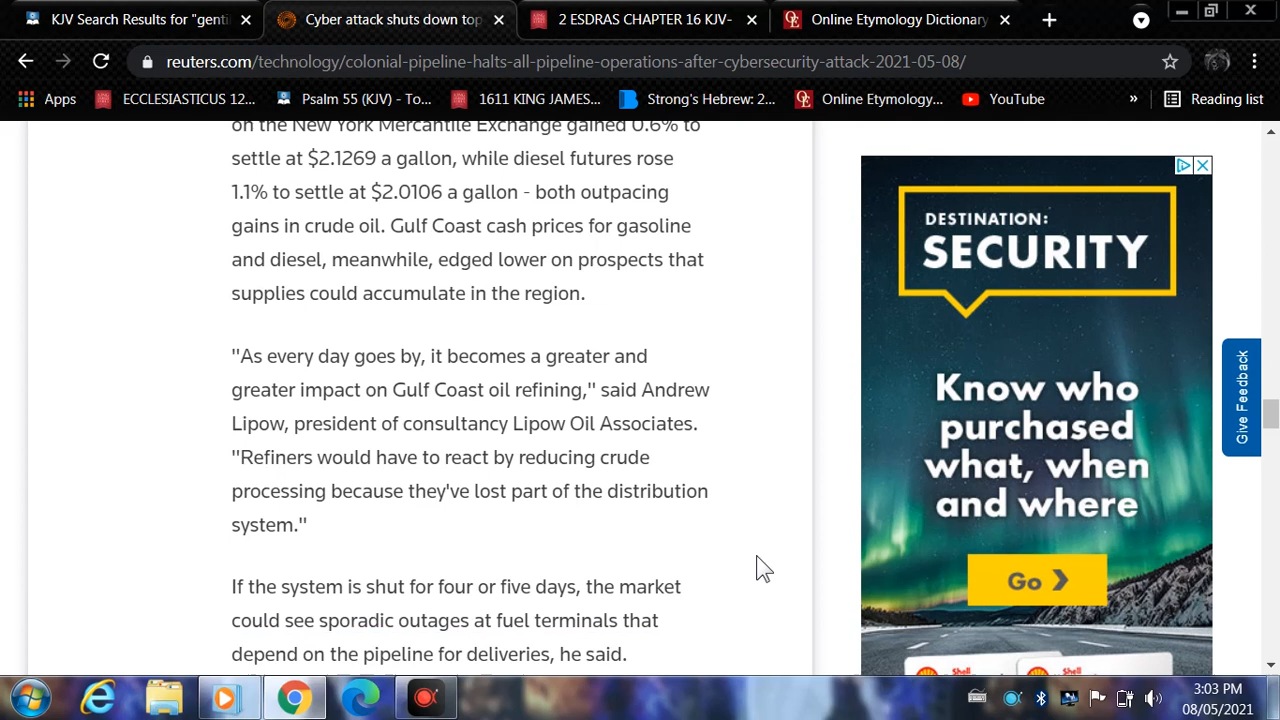 KJV Search Results for "genti
Cyber attack shuts down top
2 ESDRAS CHAPTER 16 KJV-
Online Etymology Dictionary
reuters.com/technology/colonial-pipeline-halts-all-pipeline-operations-after-cybersecurity-attack-2021-05-08/
Apps
ECCLESIASTICUS 12...
Psalm 55 (KJV) - To...
1611 KING JAMES...
Strong's Hebrew: 2...
Online Etymology...
YouTube
»
Reading list
on the New York Mercantile Exchange gained 0.6% to
settle at $2.1269 a gallon, while diesel futures rose
1.1% to settle at $2.0106 a gallon - both outpacing
gains in crude oil. Gulf Coast cash prices for gasoline
and diesel, meanwhile, edged lower on prospects that
supplies could accumulate in the region.
"As every day goes by, it becomes a greater and
greater impact on Gulf Coast oil refining," said Andrew
Lipow, president of consultancy Lipow Oil Associates.
"Refiners would have to react by reducing crude
processing because they've lost part of the distribution
system."
If the system is shut for four or five days, the market
could see sporadic outages at fuel terminals that
depend on the pipeline for deliveries, he said.
DESTINATION:
SECURITY
Know who
purchased
what, when
and where
Go
Shell
Shell
Give Feedback
3:03 PM
08/05/2021